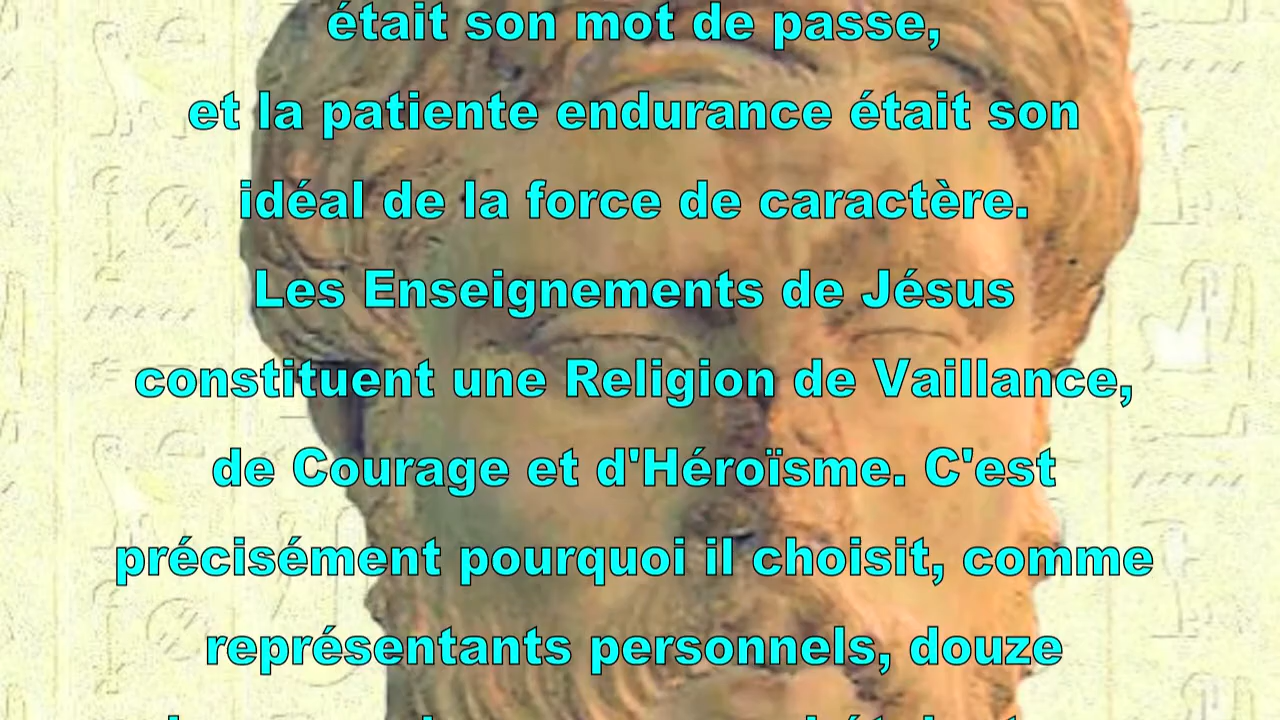 était son mot de passe,
et la patiente endurance était son
idéal de la force de caractère.
Les Enseignements de Jésus
constituent une Religion de Vaillance,
de Courage et d'Héroïsme. C'est
précisément pourquoi il choisit, comme
représentants personnels, douze